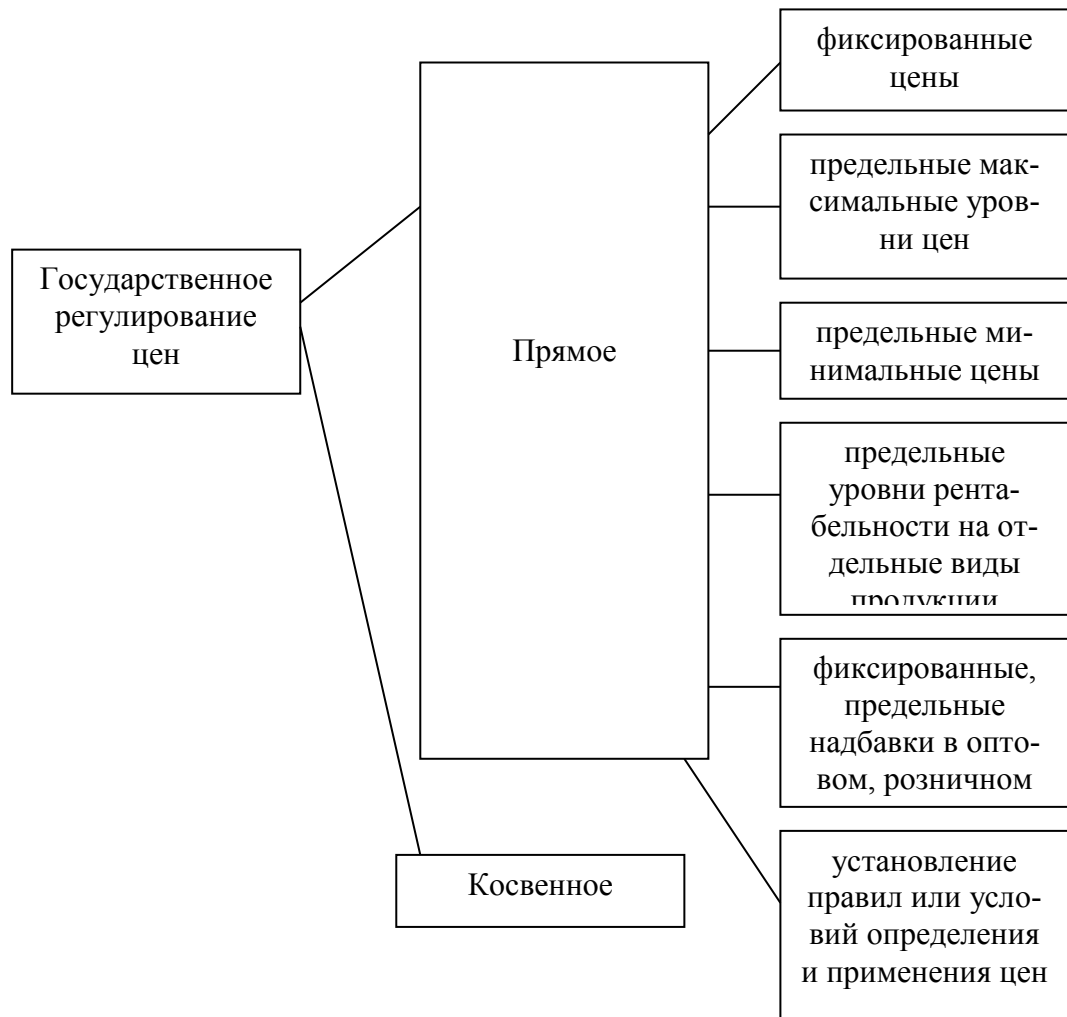 Государственное
регулирование
цен
Прямое
Косвенное
фиксированные
цены
предельные мак-
симальные уров-
ни цен
предельные ми-
нимальные цены
предельные
уровни рента-
бельности на от-
дельные виды
продукции
фиксированные,
предельные
надбавки в опто-
вом, розничном
установление
правил или усло-
вий определения
и применения цен